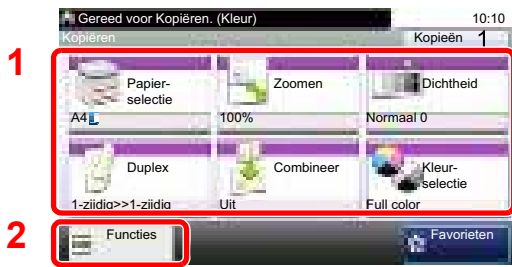 Gereed voor Kopiëren. (Kleur) 10:10
Kopiëren Kopieën 1
1
Papier-
selectie
A4
Zoomen
100%
Dichtheid
Normaal 0
Duplex
1-zijdig>>1-zijdig
Combineer
Uit
Kleur-
selectie
Full color
2
Functies
Favorieten